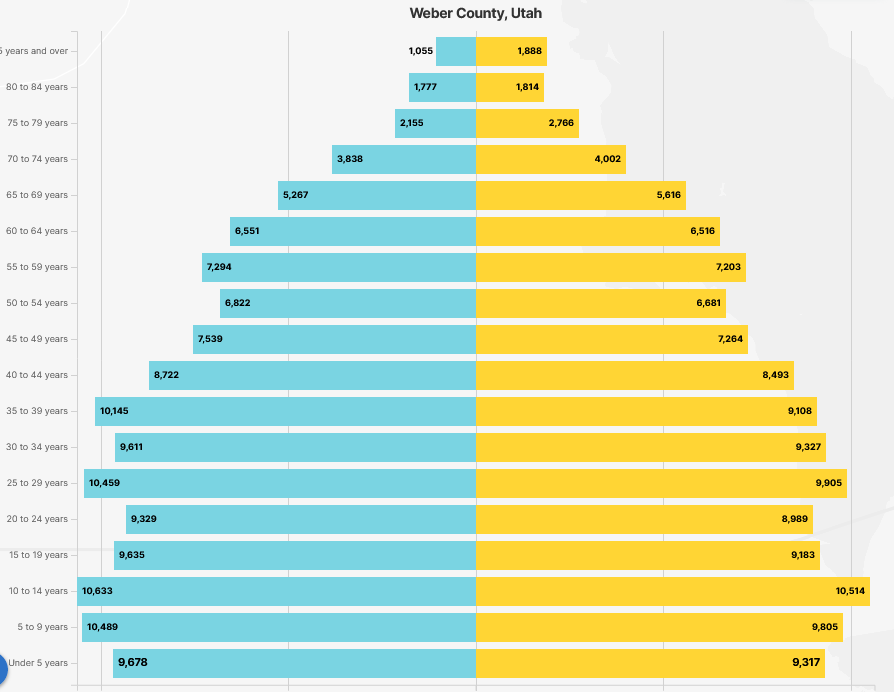 Weber County, Utah
5 years and over 1,055 1,888
80 to 84 years 1,777 1,814
75 to 79 years 2,155 2,766
70 to 74 years 3,838 4,002
65 to 69 years 5,267 5,616
60 to 64 years 6,551 6,516
55 to 59 years 7,294 7,203
50 to 54 years 6,822 6,681
45 to 49 years 7,539 7,264
40 to 44 years 8,722 8,493
35 to 39 years 10,145 9,108
30 to 34 years 9,611 9,327
25 to 29 years 10,459 9,905
20 to 24 years 9,329 8,989
15 to 19 years 9,635 9,183
10 to 14 years 10,633 10,514
5 to 9 years 10,489 9,805
Under 5 years 9,678 9,317